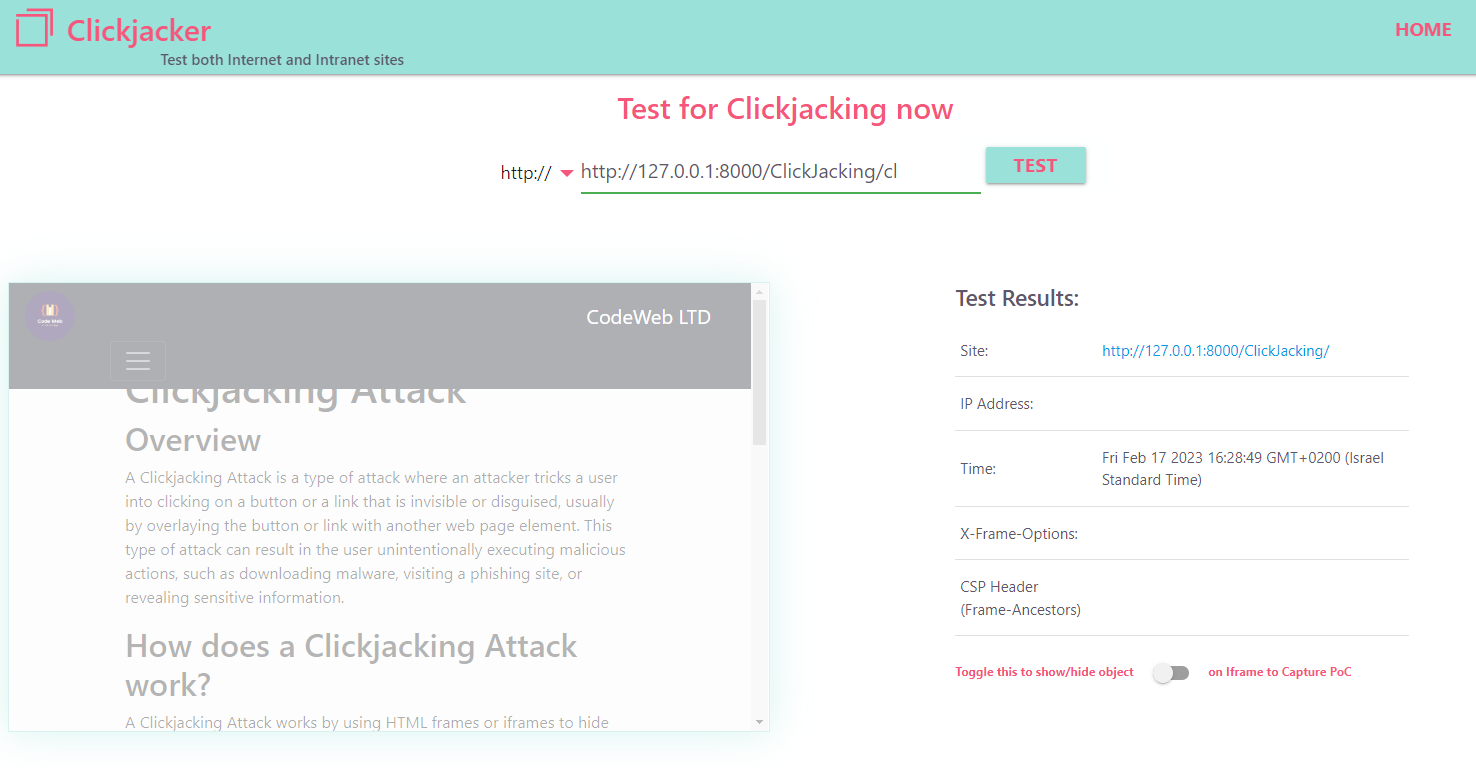 Clickjacker
HOME
Test both Internet and Intranet sites
Test for Clickjacking now
http:// http://127.0.0.1:8000/ClickJacking/cl TEST
CodeWeb LTD
Clickjacking Attack
Overview
A Clickjacking Attack is a type of attack where an attacker tricks a user
into clicking on a button or a link that is invisible or disguised, usually
by overlaying the button or link with another web page element. This
type of attack can result in the user unintentionally executing malicious
actions, such as downloading malware, visiting a phishing site, or
revealing sensitive information.
How does a Clickjacking Attack
work?
A Clickjacking Attack works by using HTML frames or iframes to hide
Test Results:
Site: http://127.0.0.1:8000/ClickJacking/
IP Address:
Time: Fri Feb 17 2023 16:28:49 GMT+0200 (Israel
Standard Time)
X-Frame-Options:
CSP Header
(Frame-Ancestors)
Toggle this to show/hide object on Iframe to Capture PoC